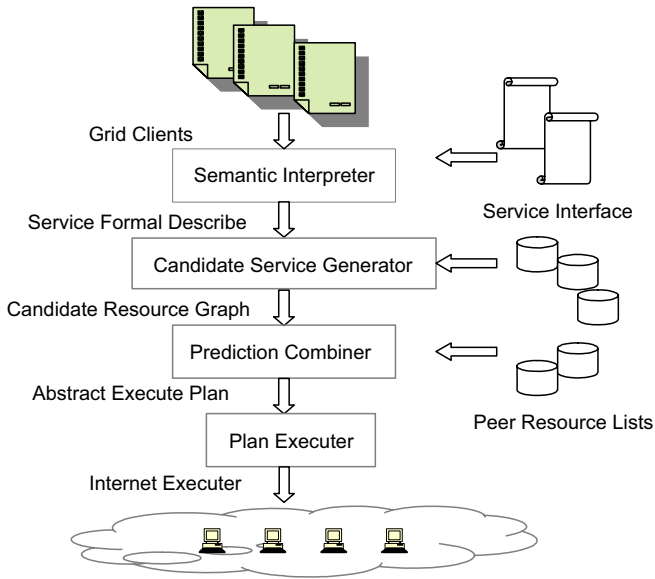 Grid Clients
Semantic Interpreter
Service Interface
Service Formal Describe
Candidate Service Generator
Candidate Resource Graph
Prediction Combiner
Abstract Execute Plan
Peer Resource Lists
Plan Executer
Internet Executer